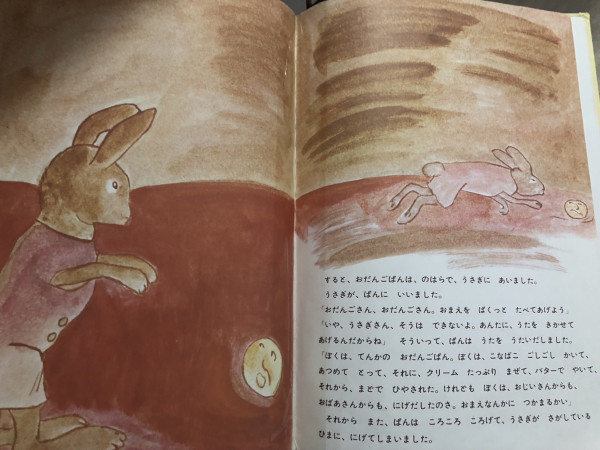 すると、おだんごぱんは、のはらで、うさぎに　あいました。
うさぎが、ぱんに　いいました。
「おだんごさん、おだんごさん。おまえを　ぱくっと　たべてあげよう」
「いや、うさぎさん、そうは　できないよ。あんたに、うたを　きかせて
あげるんだからね」　そういって、ぱんは　うたを　うたいだしました。
「ぼくは、てんかの　おだんごぱん。ぼくは、こなばこ　ごしごし　かいて、
あつめて　とって、それに、クリーム　たっぷり　まぜて、バターで　やいて、
それから、まどで　ひやされた。けれども　ぼくは、おじいさんからも、
おばあさんからも、にげだしたのさ。おまえなんかに　つかまるかい」
それから　また、ぱんは　ころころ　ころげて、うさぎが　さがしている
ひまに、にげてしまいました。